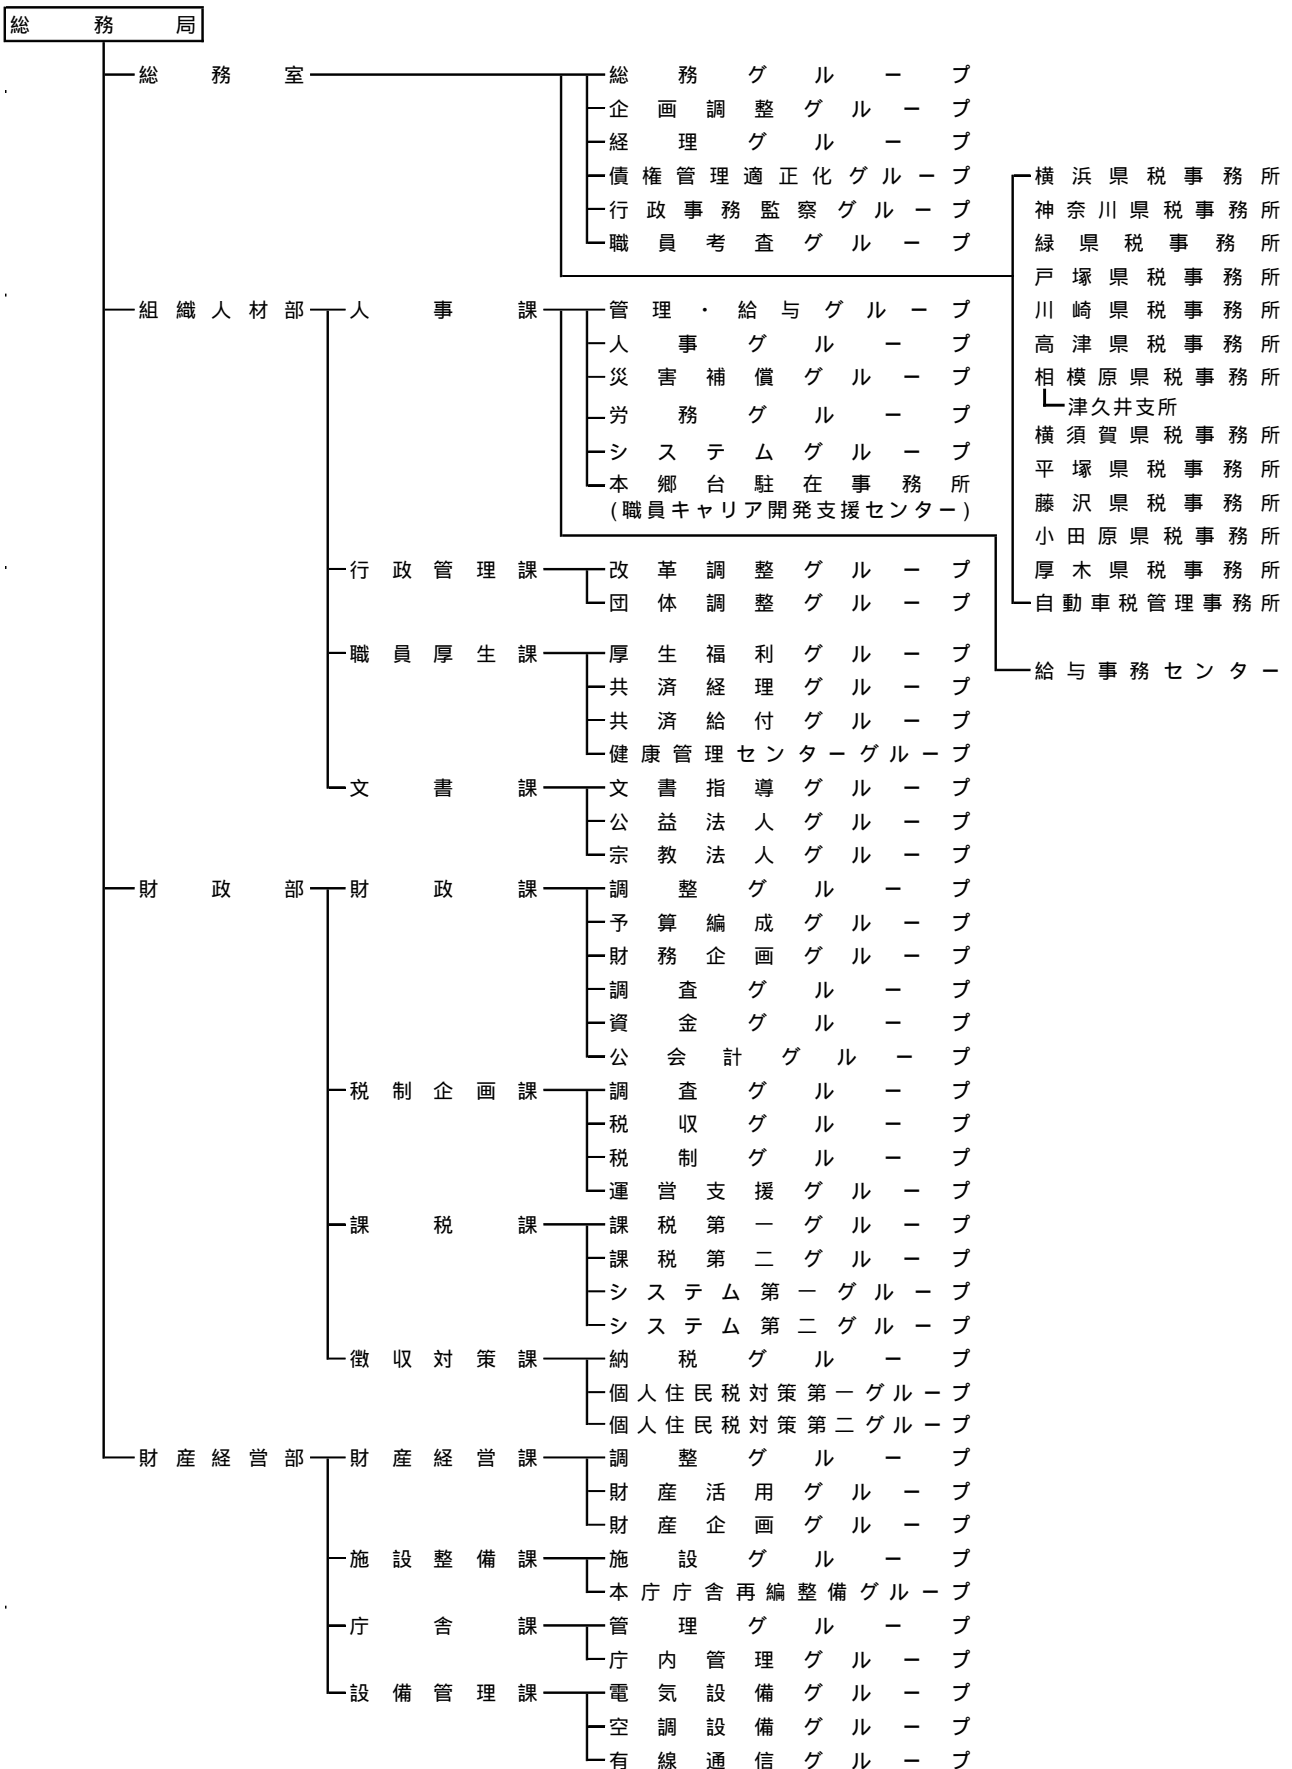 総務局
総務室 総務グループ
企画調整グループ
経理グループ
債権管理適正化グループ 横浜県税事務所
行政事務監察グループ 神奈川県税事務所
職員考査グループ 緑県税事務所
戸塚県税事務所
組織人材部 人事課 管理・給与グループ 川崎県税事務所
人事グループ 高津県税事務所
災害補償グループ 相模原県税事務所
津久井支所
労務グループ
横須賀県税事務所
システムグループ
平塚県税事務所
本郷台駐在事務所
藤沢県税事務所
(職員キャリア開発支援センター)
小田原県税事務所
行政管理課 改革調整グループ 厚木県税事務所
団体調整グループ 自動車税管理事務所
職員厚生課 厚生福利グループ
給与事務センター
共済経理グループ
共済給付グループ
健康管理センターグループ
文書課 文書指導グループ
公益法人グループ
宗教法人グループ
財政部 財政課 調整グループ
予算編成グループ
財務企画グループ
調査グループ
資金グループ
公会計グループ
税制企画課 調査グループ
税収グループ
税制グループ
運営支援グループ
課税課 課税第一グループ
課税第二グループ
システム第一グループ
システム第二グループ
徴収対策課 納税グループ
個人住民税対策第一グループ
個人住民税対策第二グループ
財産経営部 財産経営課 調整グループ
財産活用グループ
財産企画グループ
施設整備課 施設グループ
本庁庁舎再編整備グループ
庁舎課 管理グループ
庁内管理グループ
設備管理課 電気設備グループ
空調設備グループ
有線通信グループ